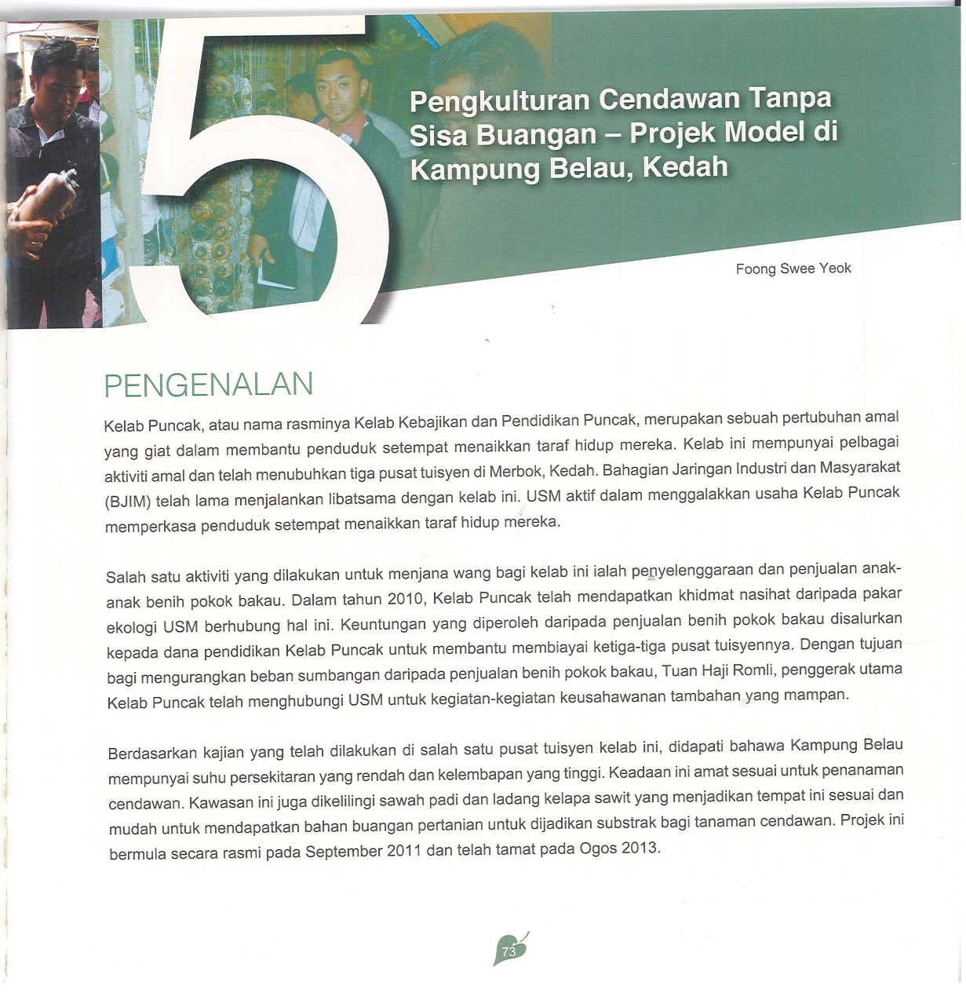 5
Pengkulturan Cendawan Tanpa
Sisa Buangan – Projek Model di
Kampung Belau, Kedah
Foong Swee Yeok
PENGENALAN
Kelab Puncak, atau nama rasminya Kelab Kebajikan dan Pendidikan Puncak, merupakan sebuah pertubuhan amal
yang giat dalam membantu penduduk setempat menaikkan taraf hidup mereka. Kelab ini mempunyai pelbagai
aktiviti amal dan telah menubuhkan tiga pusat tuisyen di Merbok, Kedah. Bahagian Jaringan Industri dan Masyarakat
(BJIM) telah lama menjalankan libatsama dengan kelab ini. USM aktif dalam menggalakkan usaha Kelab Puncak
memperkasa penduduk setempat menaikkan taraf hidup mereka.
Salah satu aktiviti yang dilakukan untuk menjana wang bagi kelab ini ialah penyelenggaraan dan penjualan anak-
anak benih pokok bakau. Dalam tahun 2010, Kelab Puncak telah mendapatkan khidmat nasihat daripada pakar
ekologi USM berhubung hal ini. Keuntungan yang diperoleh daripada penjualan benih pokok bakau disalurkan
kepada dana pendidikan Kelab Puncak untuk membantu membiayai ketiga-tiga pusat tuisyennya. Dengan tujuan
bagi mengurangkan beban sumbangan daripada penjualan benih pokok bakau, Tuan Haji Romli, penggerak utama
Kelab Puncak telah menghubungi USM untuk kegiatan-kegiatan keusahawanan tambahan yang mampan.
Berdasarkan kajian yang telah dilakukan di salah satu pusat tuisyen kelab ini, didapati bahawa Kampung Belau
mempunyai suhu persekitaran yang rendah dan kelembapan yang tinggi. Keadaan ini amat sesuai untuk penanaman
cendawan. Kawasan ini juga dikelilingi sawah padi dan ladang kelapa sawit yang menjadikan tempat ini sesuai dan
mudah untuk mendapatkan bahan buangan pertanian untuk dijadikan substrak bagi tanaman cendawan. Projek ini
bermula secara rasmi pada September 2011 dan telah tamat pada Ogos 2013.
73